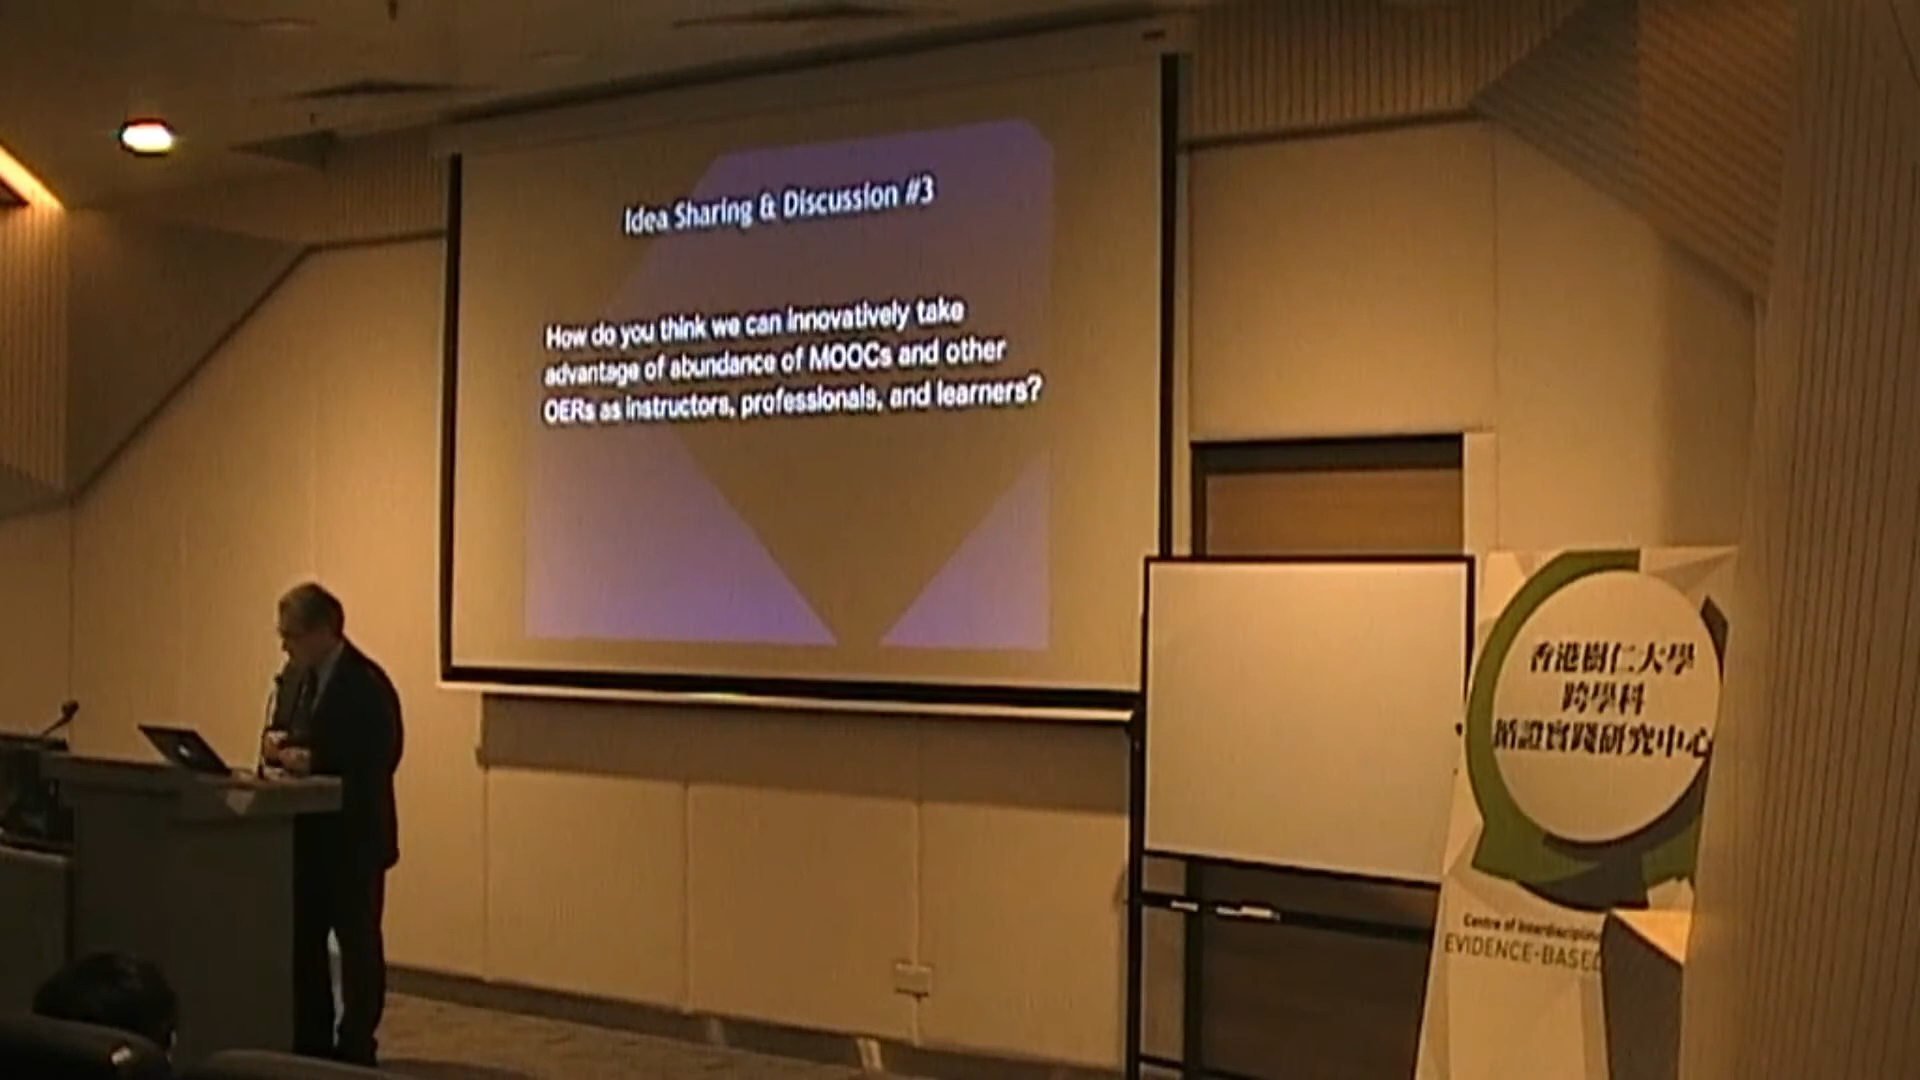 Idea Sharing & Discussion #3
How do you think we can innovatively take
advantage of abundance of MOOCs and other
OERs as instructors, professionals, and learners?
香港樹仁大學
跨學科
循證實踐研究中心
Centre of Interdisciplin
EVIDENCE-BASED